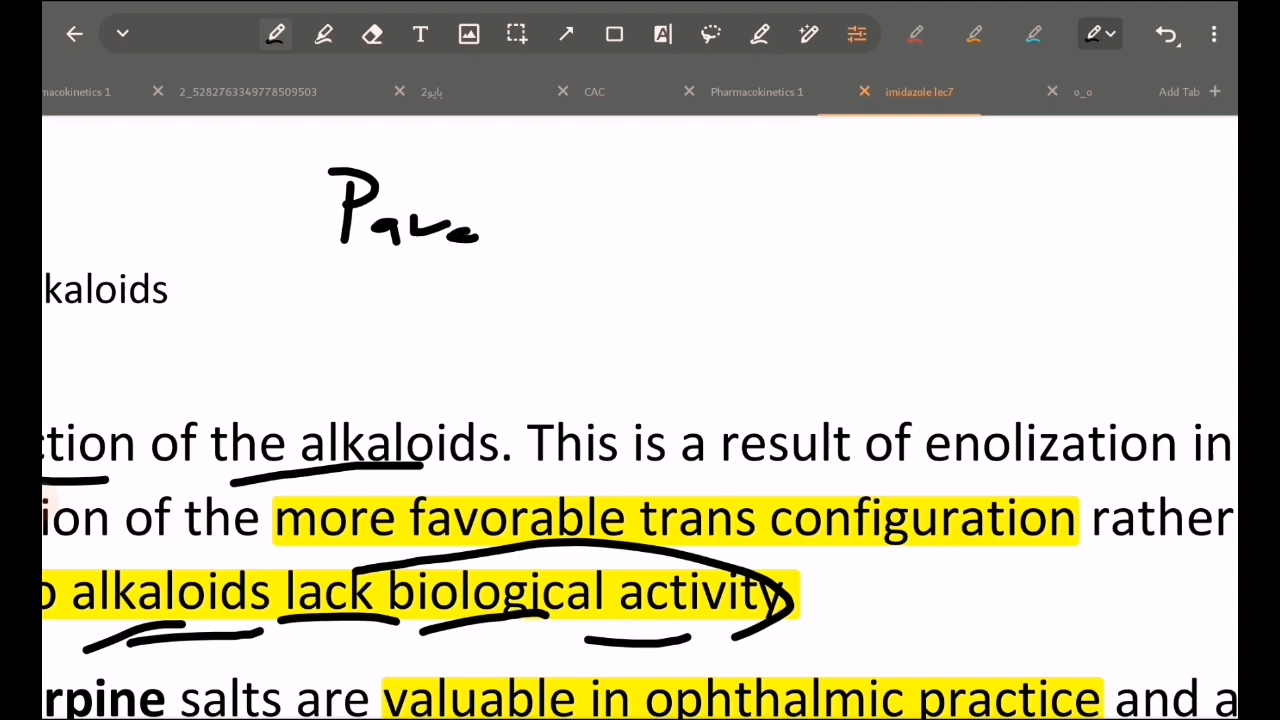 macokinetics 1 2_5282763349778509503 بايو2 CAC Pharmacokinetics 1 imidazole lec7 o_o Add Tab
kaloids
ction of the alkaloids. This is a result of enolization in
ion of the more favorable trans configuration rather
o alkaloids lack biological activity
rpine salts are valuable in ophthalmic practice and a